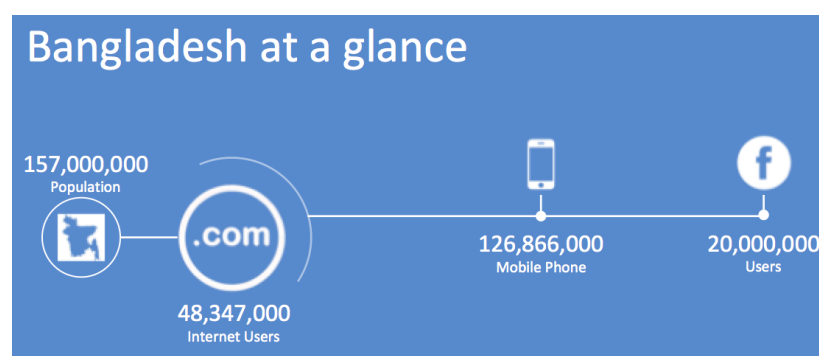 Bangladesh at a glance
157,000,000
Population
.com
48,347,000
Internet Users
126,866,000
Mobile Phone
f
20,000,000
Users